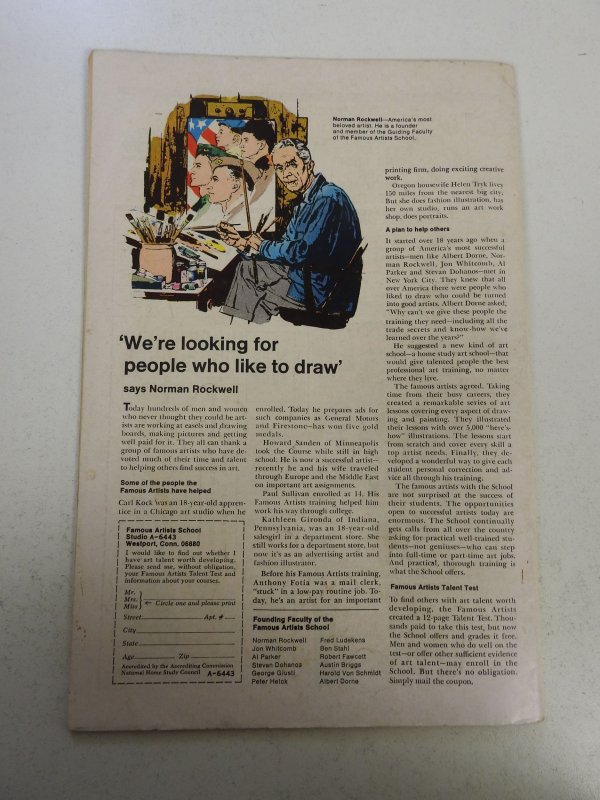 Norman Rockwell—America's most
beloved artist. He is a founder
and member of the Guiding Faculty
of the Famous Artists School.
'We're looking for
people who like to draw'
says Norman Rockwell
Today hundreds of men and women
who never thought they could be art-
ists are working at easels and drawing
boards, making pictures and getting
well paid for it. They all can thank a
group of famous artists who have de-
voted much of their time and talent
to helping others find success in art.
Some of the people the
Famous Artists have helped
Carl Kock was an 18-year-old appren-
tice in a Chicago art studio when he
Famous Artists School
Studio A-6443
Westport, Conn. 06880
I would like to find out whether I
have art talent worth developing.
Please send me, without obligation,
your Famous Artists Talent Test and
information about your courses.
Mr.
Mrs.
Miss
← Circle one and please print
Street Apt. #
City
State
Age Zip
Accredited by the Accrediting Commission
National Home Study Council A-6443
enrolled. Today he prepares ads for
such companies as General Motors
and Firestone—has won five gold
medals.
Howard Sanden of Minneapolis
took the Course while still in high
school. He is now a successful artist—
recently he and his wife traveled
through Europe and the Middle East
on important art assignments.
Paul Sullivan enrolled at 14. His
Famous Artists training helped him
work his way through college.
Kathleen Gironda of Indiana,
Pennsylvania, was an 18-year-old
salesgirl in a department store. She
still works for a department store, but
now it's as an advertising artist and
fashion illustrator.
Before his Famous Artists training,
Anthony Fotia was a mail clerk,
"stuck" in a low-pay routine job. To-
day, he's an artist for an important
Founding Faculty of the
Famous Artists School
Norman Rockwell
Jon Whitcomb
Al Parker
Stevan Dohanos
George Giusti
Peter Helck
Fred Ludekens
Ben Stahl
Robert Fawcett
Austin Briggs
Harold Von Schmidt
Albert Dorne
printing firm, doing exciting creative
work.
Oregon housewife Helen Tryk lives
150 miles from the nearest big city.
But she does fashion illustration, has
her own studio, runs an art work
shop, does portraits.
A plan to help others
It started over 18 years ago when a
group of America's most successful
artists—men like Albert Dorne, Nor-
man Rockwell, Jon Whitcomb, Al
Parker and Stevan Dohanos—met in
New York City. They knew that all
over America there were people who
liked to draw who could be turned
into good artists. Albert Dorne asked:
"Why can't we give these people the
training they need—including all the
trade secrets and know-how we've
learned over the years?"
He suggested a new kind of art
school—a home study art school—that
would give talented people the best
professional art training, no matter
where they live.
The famous artists agreed. Taking
time from their busy careers, they
created a remarkable series of art
lessons covering every aspect of draw-
ing and painting. They illustrated
their lessons with over 5,000 "here's-
how" illustrations. The lessons start
from scratch and cover every skill a
top artist needs. Finally, they de-
veloped a wonderful way to give each
student personal correction and ad-
vice all through his training.
The famous artists with the School
are not surprised at the success of
their students. The opportunities
open to successful artists today are
enormous. The School continually
gets calls from all over the country
asking for practical well-trained stu-
dents—not geniuses—who can step
into full-time or part-time art jobs.
And practical, thorough training is
what the School offers.
Famous Artists Talent Test
To find others with art talent worth
developing, the Famous Artists
created a 12-page Talent Test. Thou-
sands paid to take this test, but now
the School offers and grades it free.
Men and women who do well on the
test—or offer other sufficient evidence
of art talent—may enroll in the
School. But there's no obligation.
Simply mail the coupon.